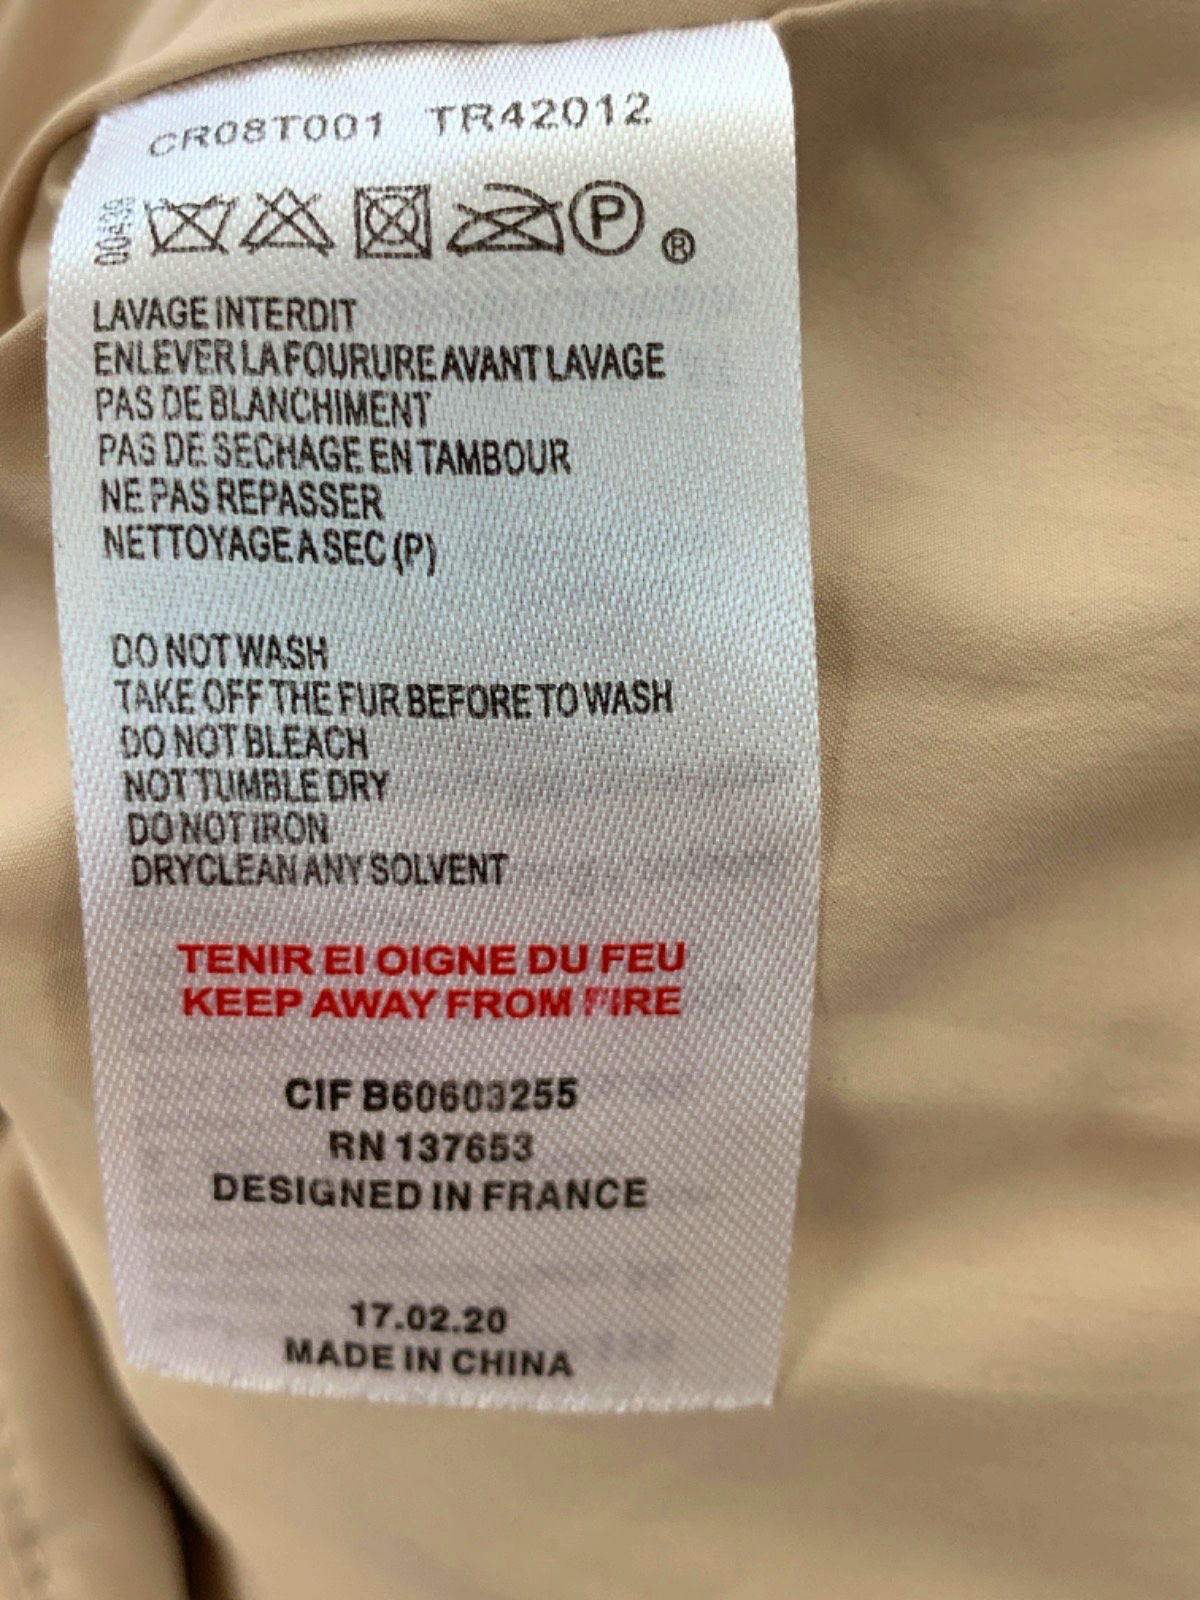 CR08T001 TR42012
P ®
LAVAGE INTERDIT
ENLEVER LA FOURURE AVANT LAVAGE
PAS DE BLANCHIMENT
PAS DE SECHAGE EN TAMBOUR
NE PAS REPASSER
NETTOYAGE A SEC (P)
DO NOT WASH
TAKE OFF THE FUR BEFORE TO WASH
DO NOT BLEACH
NOT TUMBLE DRY
DO NOT IRON
DRYCLEAN ANY SOLVENT
TENIR EI OIGNE DU FEU
KEEP AWAY FROM FIRE
CIF B60603255
RN 137653
DESIGNED IN FRANCE
17.02.20
MADE IN CHINA